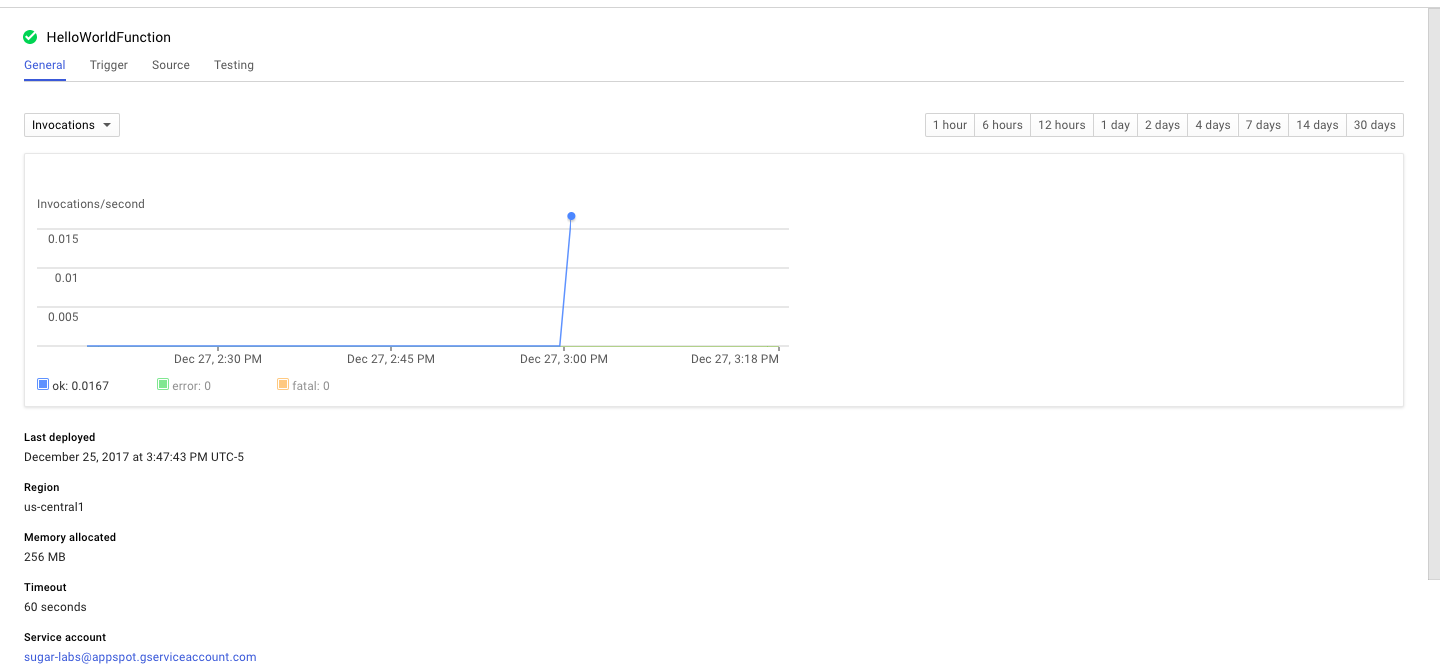 HelloWorldFunction
General Trigger Source Testing
Invocations 1 hour 6 hours 12 hours 1 day 2 days 4 days 7 days 14 days 30 days
Invocations/second
0.015
0.01
0.005
Dec 27, 2:30 PM Dec 27, 2:45 PM Dec 27, 3:00 PM Dec 27, 3:18 PM
ok: 0.0167 error: 0 fatal: 0
Last deployed
December 25, 2017 at 3:47:43 PM UTC-5
Region
us-central1
Memory allocated
256 MB
Timeout
60 seconds
Service account
sugar-labs@appspot.gserviceaccount.com